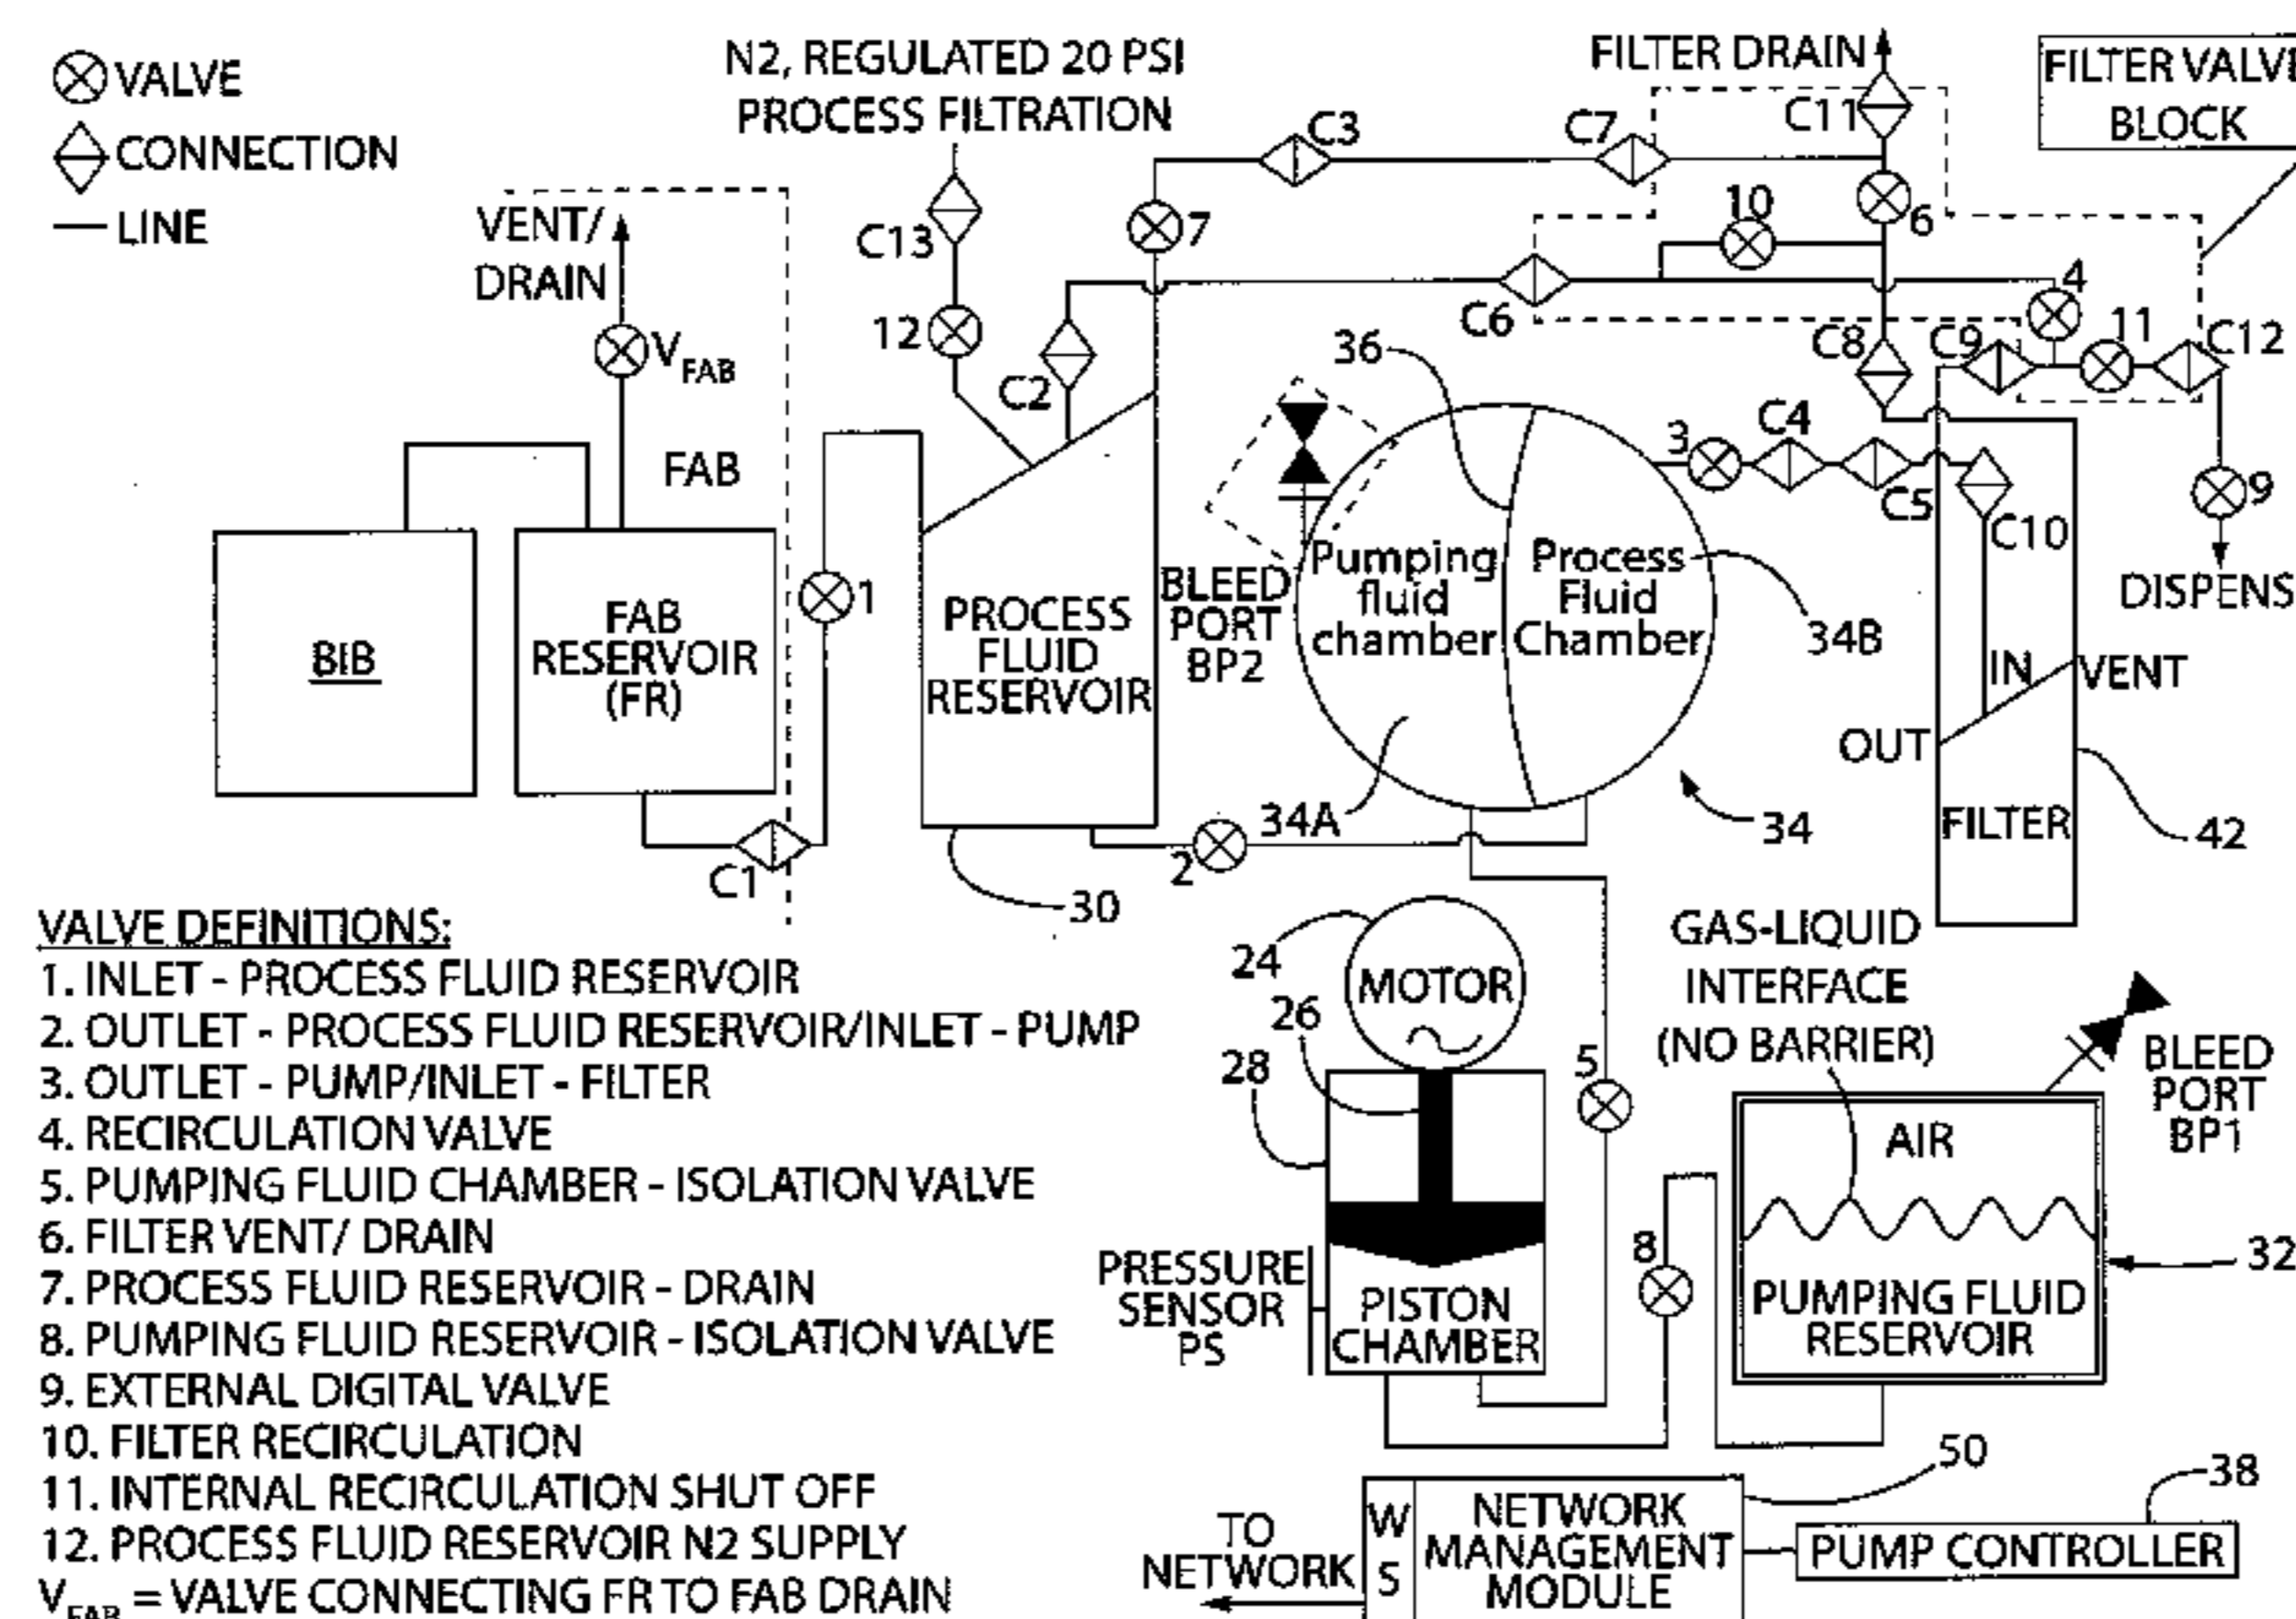 VALVE
CONNECTION
LINE
N2, REGULATED 20 PSI
PROCESS FILTRATION
FILTER DRAIN
FILTER VALVE
BLOCK
C11
C3
C7
C13
7
10
6
VENT/
DRAIN
V FAB
FAB
12
C2
C6
4
C8
C9
11
C12
36
3
C4
C5
C10
9
DISPENS
BIB
FAB
RESERVOIR
(FR)
1
C1
PROCESS
FLUID
RESERVOIR
30
2
BLEED
PORT
BP2
Pumping
fluid
chamber
Process
Fluid
Chamber
34B
34A
34
IN
VENT
OUT
FILTER
42
VALVE DEFINITIONS:
1. INLET - PROCESS FLUID RESERVOIR
2. OUTLET - PROCESS FLUID RESERVOIR/INLET - PUMP
3. OUTLET - PUMP/INLET - FILTER
4. RECIRCULATION VALVE
5. PUMPING FLUID CHAMBER - ISOLATION VALVE
6. FILTER VENT/ DRAIN
7. PROCESS FLUID RESERVOIR - DRAIN
8. PUMPING FLUID RESERVOIR - ISOLATION VALVE
9. EXTERNAL DIGITAL VALVE
10. FILTER RECIRCULATION
11. INTERNAL RECIRCULATION SHUT OFF
12. PROCESS FLUID RESERVOIR N2 SUPPLY
V FAB = VALVE CONNECTING FR TO FAB DRAIN
24
MOTOR
26
28
5
PRESSURE
SENSOR
PS
PISTON
CHAMBER
8
GAS-LIQUID
INTERFACE
(NO BARRIER)
BLEED
PORT
BP1
AIR
PUMPING FLUID
RESERVOIR
32
TO
NETWORK
W
S
NETWORK
MANAGEMENT
MODULE
50
38
PUMP CONTROLLER